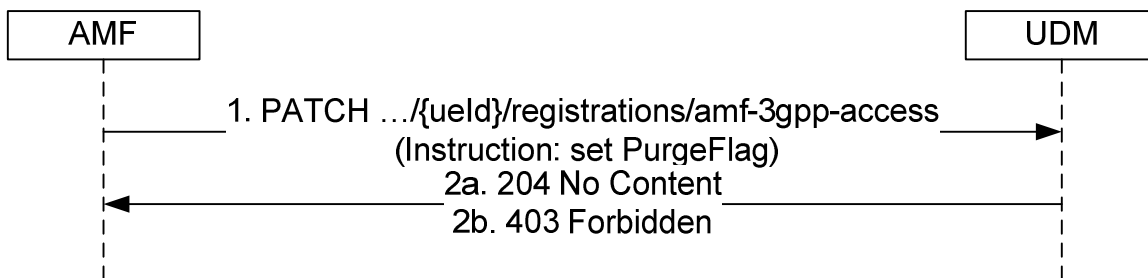 AMF
UDM
1. PATCH …/{ueId}/registrations/amf-3gpp-access
(Instruction: set PurgeFlag)
2a. 204 No Content
2b. 403 Forbidden